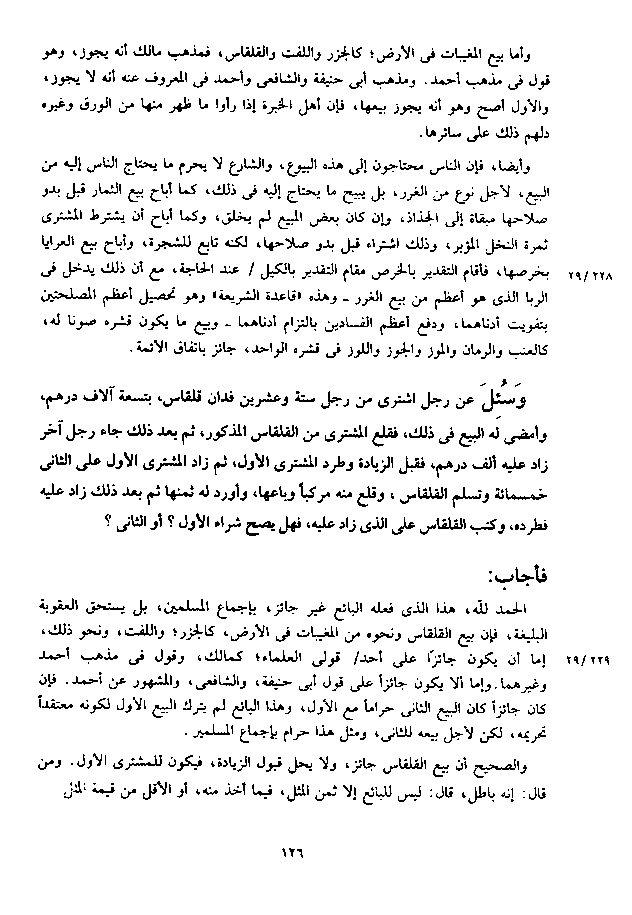 وأما بيع المغيبات فى الأرض؛ كالجزر واللفت والقلقاس، فمذهب مالك أنه يجوز، وهو
قول فى مذهب أحمد. ومذهب أبى حنيفة والشافعى وأحمد فى المعروف عنه أنه لا يجوز،
والأول أصح وهو أنه يجوز بيعها، فإن أهل الخبرة إذا رأوا ما ظهر منها من الورق وغيره
دلهم ذلك على سائرها.
وأيضا، فإن الناس محتاجون إلى هذه البيوع، والشارع لا يحرم ما يحتاج الناس إليه من
البيع، لأجل نوع من الغرر، بل يبيح ما يحتاج إليه فى ذلك، كما أباح بيع الثمار قبل بدو
صلاحها مبقاة إلى الجذاذ، وإن كان بعض المبيع لم يخلق، وكما أباح أن يشترط المشترى
ثمرة النخل المؤبر، وذلك اشتراء قبل بدو صلاحها، لكنه تابع للشجرة، وأباح بيع العرايا
بخرصها، فأقام التقدير بالخرص مقام التقدير بالكيل / عند الحاجة، مع أن ذلك يدخل فى ٢٩/٢٢٨
الربا الذى هو أعظم من بيع الغرر ـ وهذه «قاعدة الشريعة» وهو تحصيل أعظم المصلحتين
بتفويت أدناهما، ودفع أعظم الفسادين بالتزام أدناهما ـ وبيع ما يكون قشره صونا له،
كالعنب والرمان والموز والجوز واللوز فى قشره الواحد، جائز باتفاق الأئمة.
وَسُئِلَ عن رجل اشترى من رجل ستة وعشرين فدان قلقاس، بتسعة آلاف درهم،
وأمضى له البيع فى ذلك، فقلع المشترى من القلقاس المذكور، ثم بعد ذلك جاء رجل آخر
زاد عليه ألف درهم، فقبل الزيادة وطرد المشترى الأول، ثم زاد المشترى الأول على الثانى
خمسمائة وتسلم القلقاس، وقلع منه مركباً وباعها، وأورد له ثمنها ثم بعد ذلك زاد عليه
فطرده، وكتب القلقاس على الذى زاد عليه، فهل يصح شراء الأول؟ أو الثانى؟
فأجاب:
الحمد لله، هذا الذى فعله البائع غير جائز، بإجماع المسلمين، بل يستحق العقوبة
البليغة، فإن بيع القلقاس ونحوه من المغيبات فى الأرض، كالجزر؛ واللفت، ونحو ذلك،
إما أن يكون جائزًا على أحد/ قولى العلماء؛ كمالك، وقول فى مذهب أحمد ٢٩/٢٢٩
وغيرهما. وإما ألا يكون جائزاً على قول أبى حنيفة، والشافعى، والمشهور عن أحمد. فإن
كان جائزاً كان البيع الثانى حراماً مع الأول، وهذا البائع لم يترك البيع الأول لكونه معتقداً
تحريمه، لكن لأجل بيعه للثانى، ومثل هذا حرام بإجماع المسلمين.
والصحيح أن بيع القلقاس جائز، ولا يحل قبول الزيادة، فيكون للمشترى الأول. ومن
قال: إنه باطل، قال: ليس للبائع إلا ثمن المثل، فيما أخذ منه، أو الأقل من قيمة المثل
١٢٦